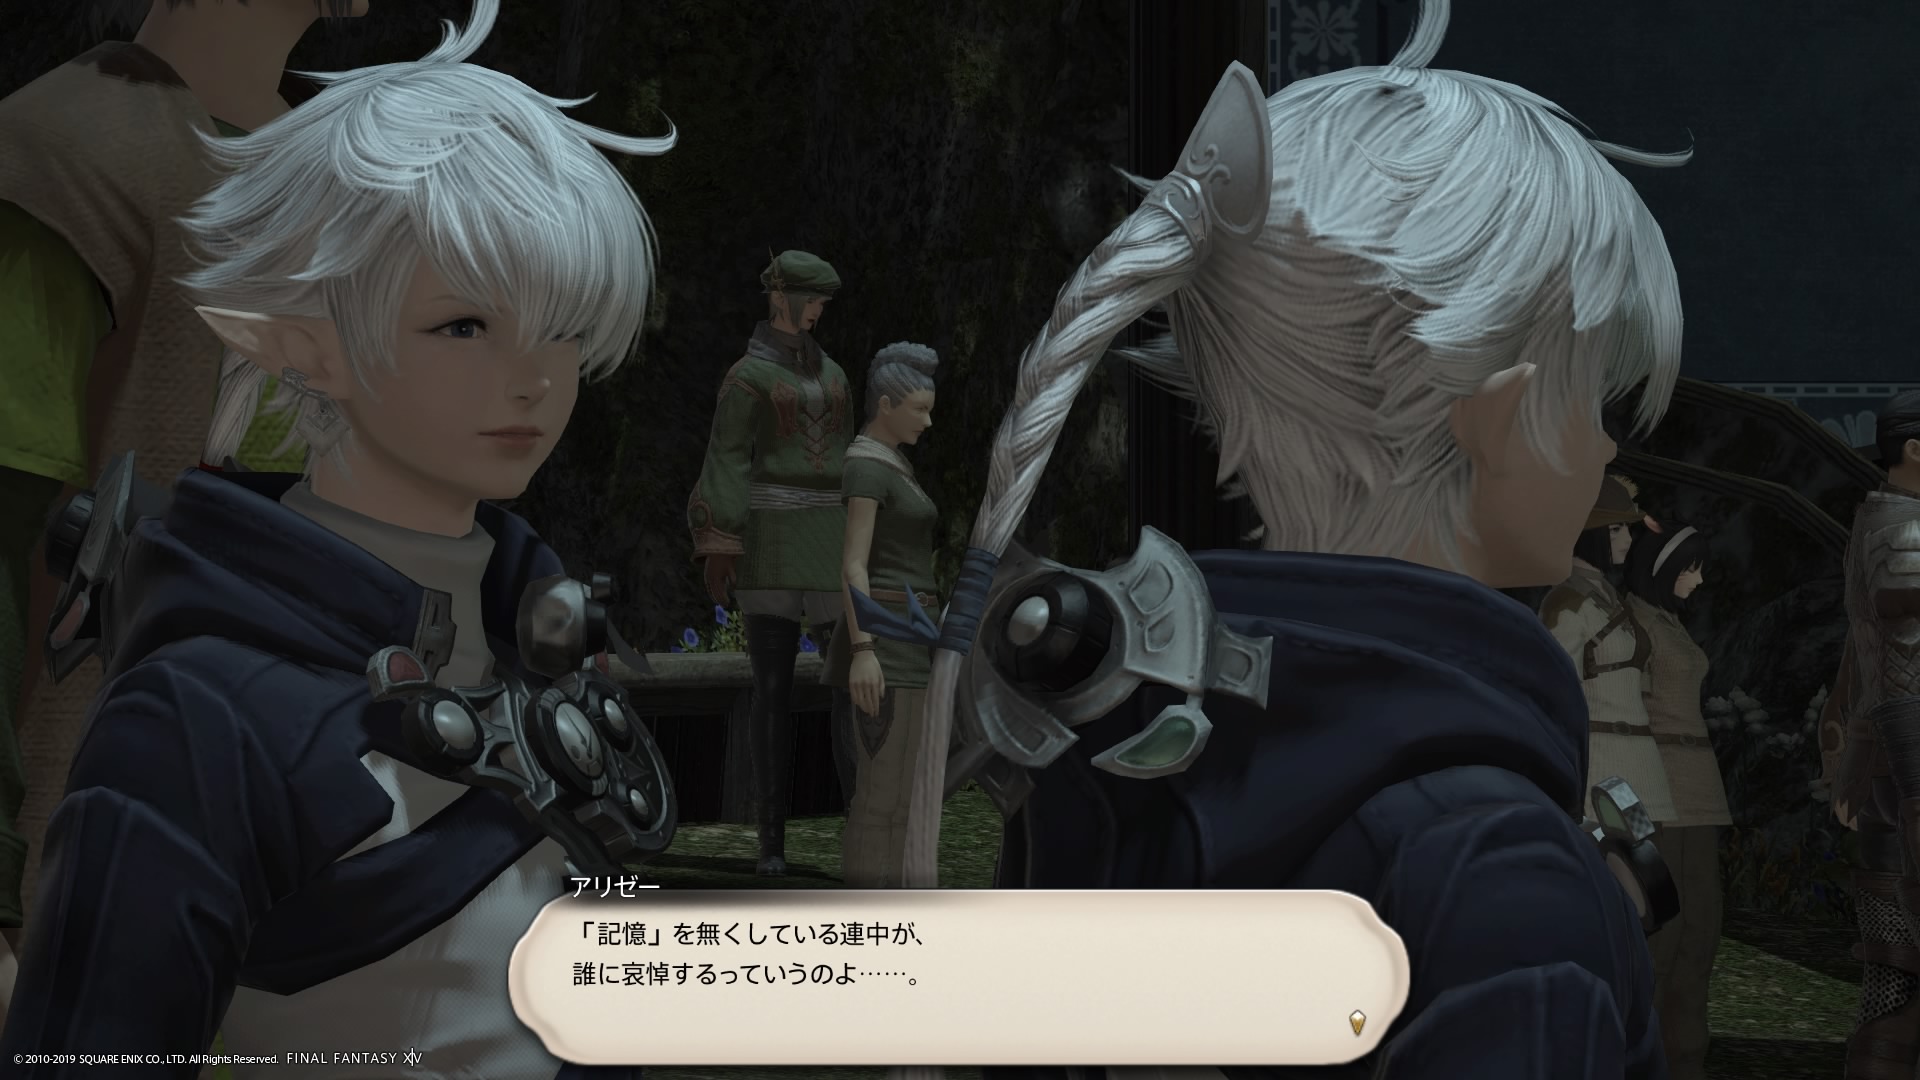 アリゼー
「記憶」を無くしている連中が、
誰に哀悼するっていうのよ……。
© 2010-2019 SQUARE ENIX CO., LTD. All Rights Reserved. FINAL FANTASY XIV